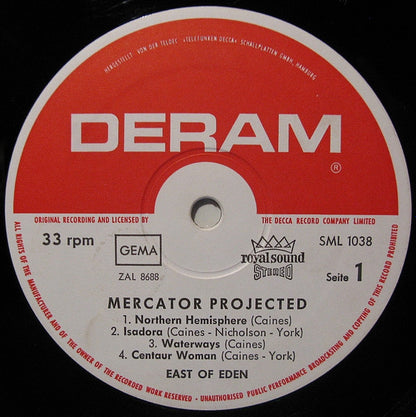 HERGESTELLT VON DER TELDEC »TELEFUNKEN DECCA« SCHALLPLATTEN GMBH, HAMBURG
DERAM
®
ORIGINAL RECORDING AND LICENSED BY THE DECCA RECORD COMPANY LIMITED
33 rpm
GEMA
royal sound
STEREO
SML 1038
ZAL 8688
Seite 1
MERCATOR PROJECTED
1. Northern Hemisphere (Caines)
2. Isadora (Caines - Nicholson - York)
3. Waterways (Caines)
4. Centaur Woman (Caines - York)
EAST OF EDEN
ALL RIGHTS OF THE MANUFACTURER AND OF THE OWNER OF THE RECORDED WORK RESERVED - UNAUTHORISED PUBLIC PERFORMANCE BROADCASTING AND COPYING OF THIS RECORD PROHIBITED